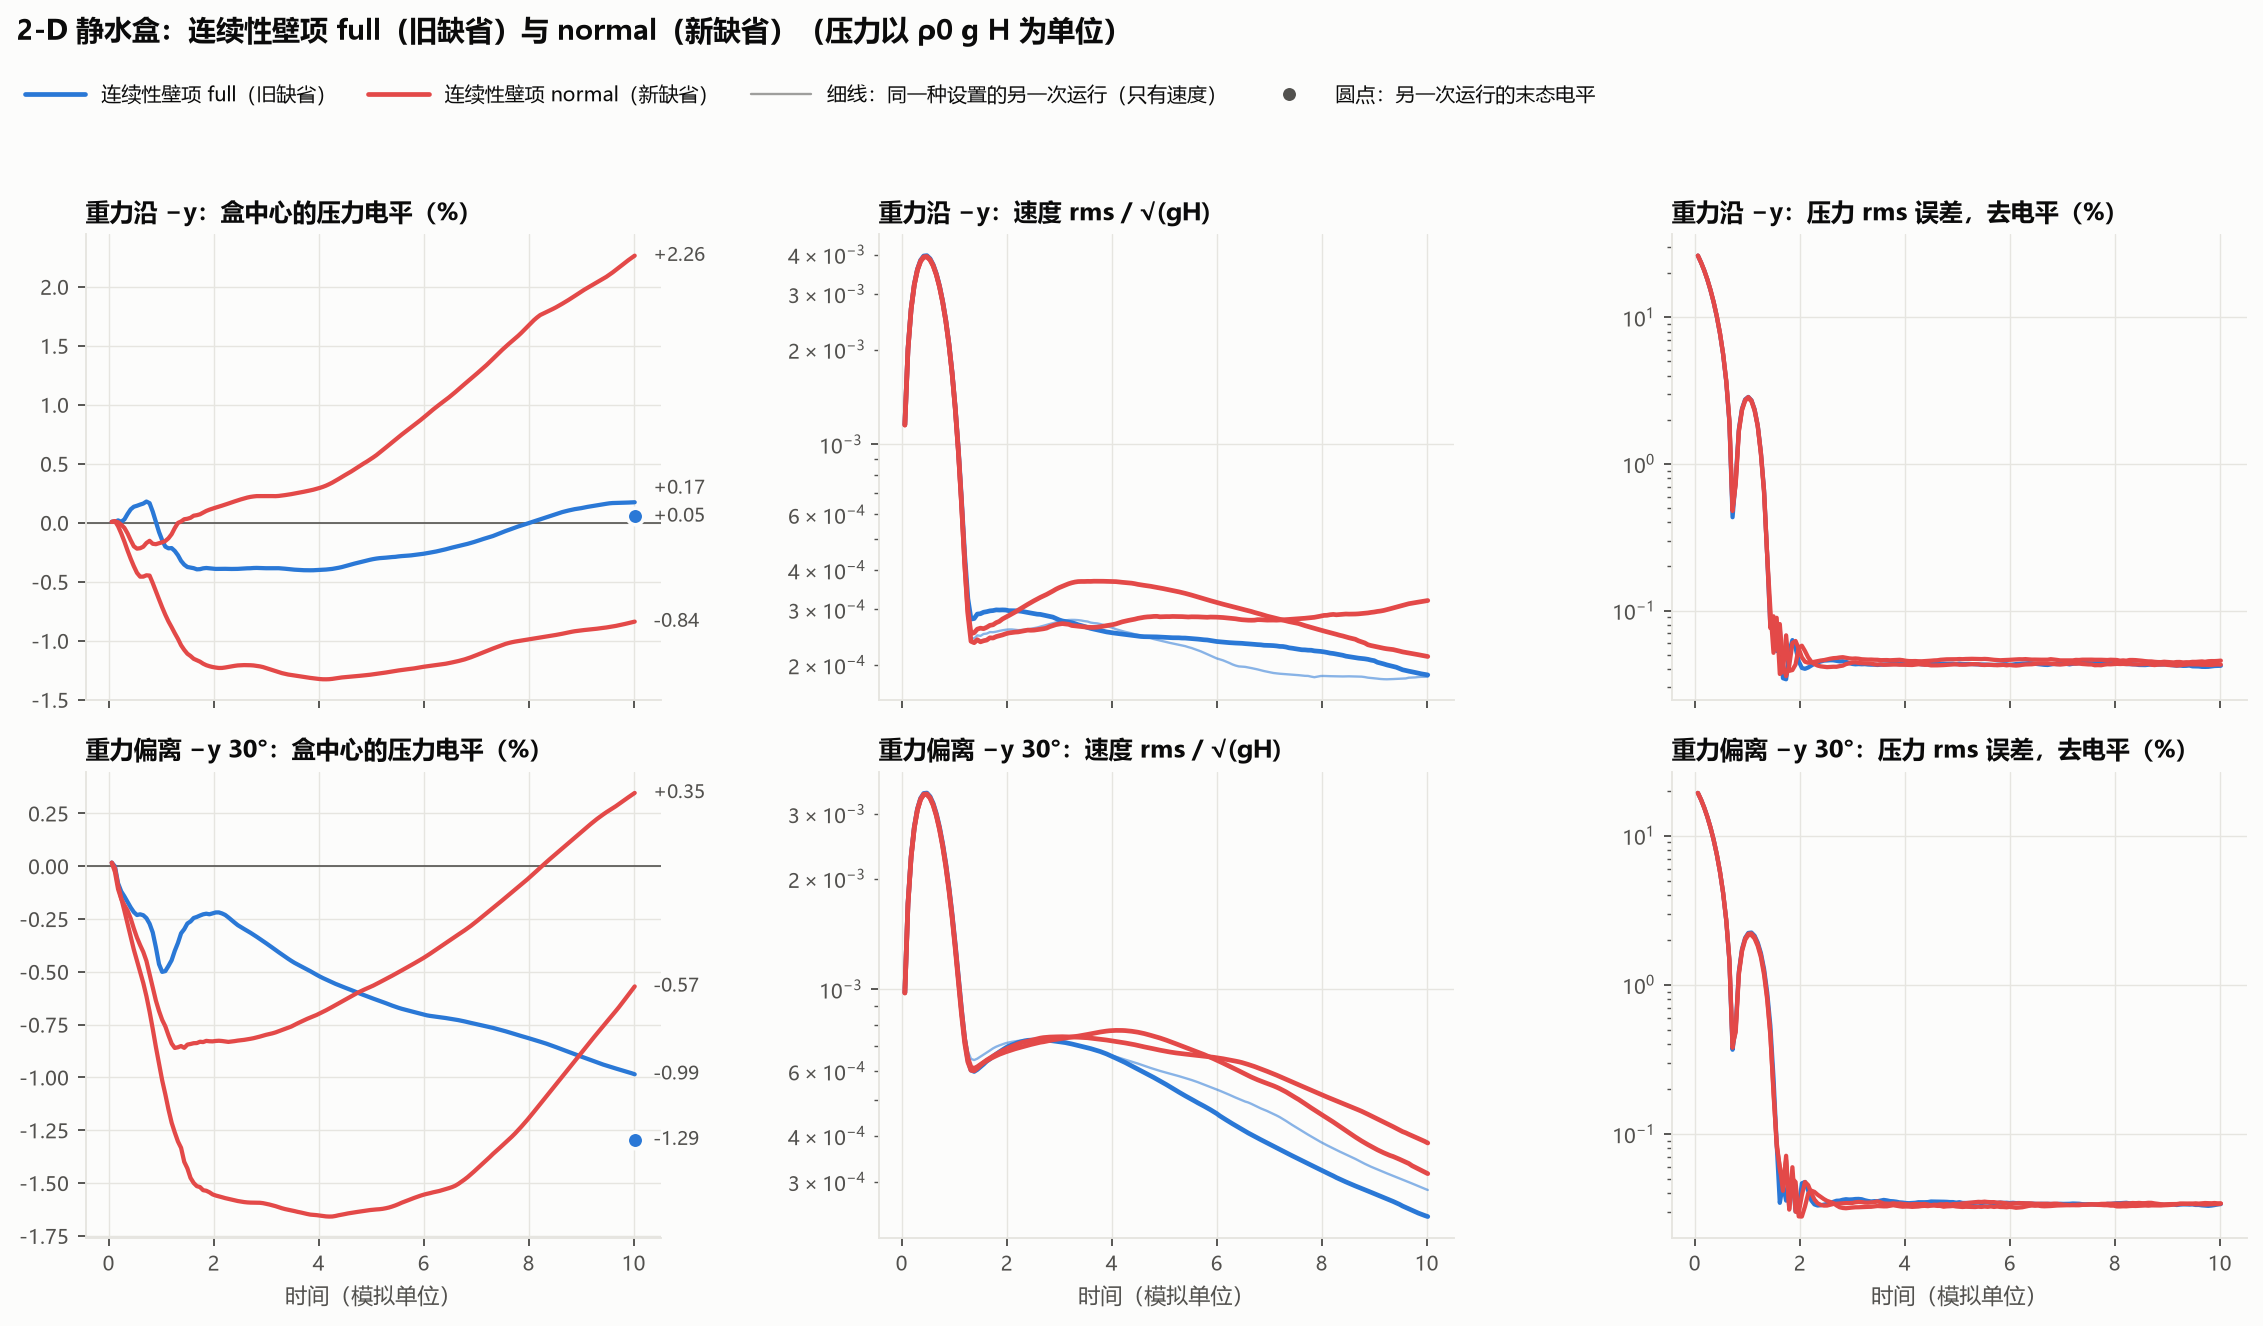 2-D 静水盒：连续性壁项 full（旧缺省）与 normal（新缺省）（压力以 ρ0 g H 为单位）
连续性壁项 full（旧缺省） 连续性壁项 normal（新缺省） 细线：同一种设置的另一次运行（只有速度） 圆点：另一次运行的末态电平
重力沿 −y：盒中心的压力电平（%）
2.0
1.5
1.0
0.5
0.0
-0.5
-1.0
-1.5
+2.26
+0.17
+0.05
-0.84
重力沿 −y：速度 rms / √(gH)
4 × 10⁻³
3 × 10⁻³
2 × 10⁻³
10⁻³
6 × 10⁻⁴
4 × 10⁻⁴
3 × 10⁻⁴
2 × 10⁻⁴
重力沿 −y：压力 rms 误差，去电平（%）
10¹
10⁰
10⁻¹
重力偏离 −y 30°：盒中心的压力电平（%）
0.25
0.00
-0.25
-0.50
-0.75
-1.00
-1.25
-1.50
-1.75
+0.35
-0.57
-0.99
-1.29
0 2 4 6 8 10
时间（模拟单位）
重力偏离 −y 30°：速度 rms / √(gH)
3 × 10⁻³
2 × 10⁻³
10⁻³
6 × 10⁻⁴
4 × 10⁻⁴
3 × 10⁻⁴
0 2 4 6 8 10
时间（模拟单位）
重力偏离 −y 30°：压力 rms 误差，去电平（%）
10¹
10⁰
10⁻¹
0 2 4 6 8 10
时间（模拟单位）